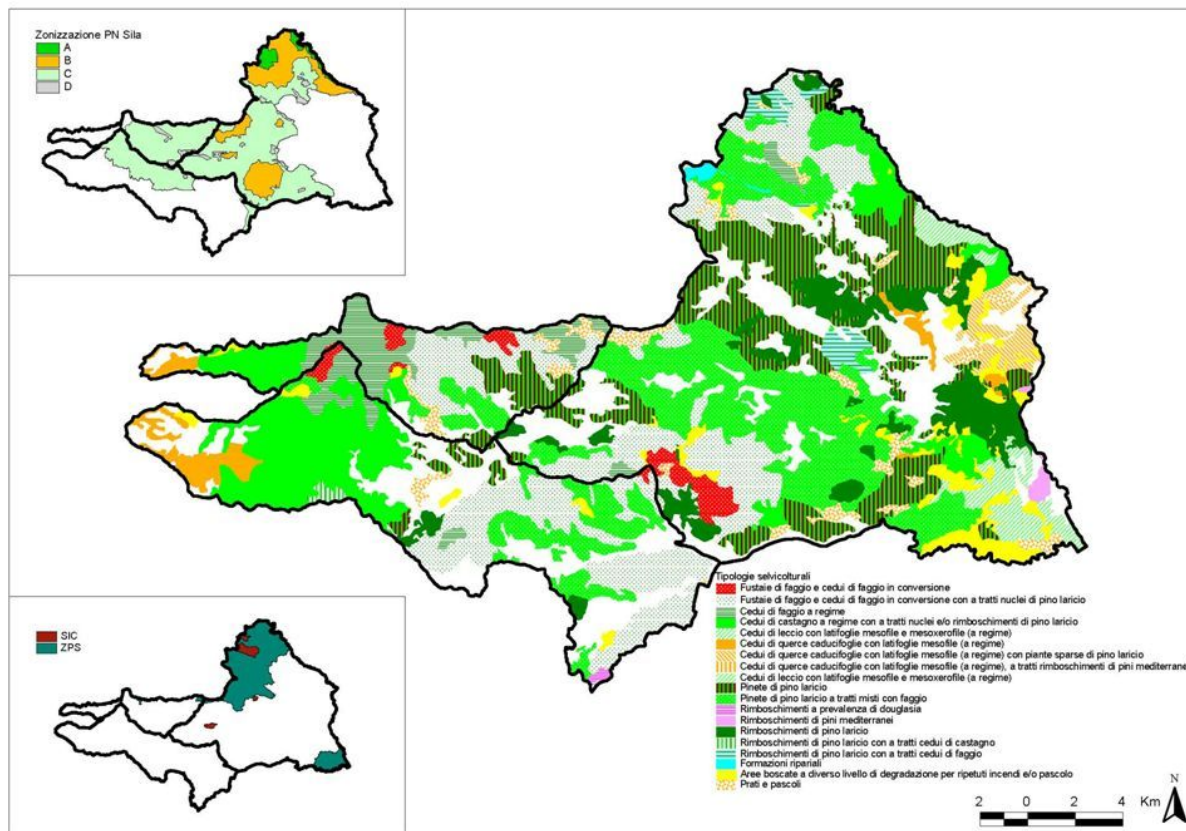 Zonizzazione PN Sila
A
B
C
D
SIC
ZPS
Tipologie selvicolturali
Fustaie di faggio e cedui di faggio in conversione
Fustaie di faggio e cedui di faggio in conversione con a tratti nuclei di pino laricio
Cedui di faggio a regime
Cedui di castagno a regime con a tratti nuclei e/o rimboschimenti di pino laricio
Cedui di leccio con latifoglie mesofile e mesoxerofile (a regime)
Cedui di querce caducifoglie con latifoglie mesofile (a regime)
Cedui di querce caducifoglie con latifoglie mesofile (a regime) con piante sparse di pino laricio
Cedui di querce caducifoglie con latifoglie mesofile (a regime), a tratti rimboschimenti di pini mediterrane
Cedui di leccio con latifoglie mesofile e mesoxerofile (a regime)
Pinete di pino laricio
Pinete di pino laricio a tratti misti con faggio
Rimboschimenti a prevalenza di douglasia
Rimboschimenti di pini mediterranei
Rimboschimenti di pino laricio
Rimboschimenti di pino laricio con a tratti cedui di castagno
Rimboschimenti di pino laricio con a tratti cedui di faggio
Formazioni ripariali
Aree boscate a diverso livello di degradazione per ripetuti incendi e/o pascolo
Prati e pascoli
2 0 2 4 Km
N